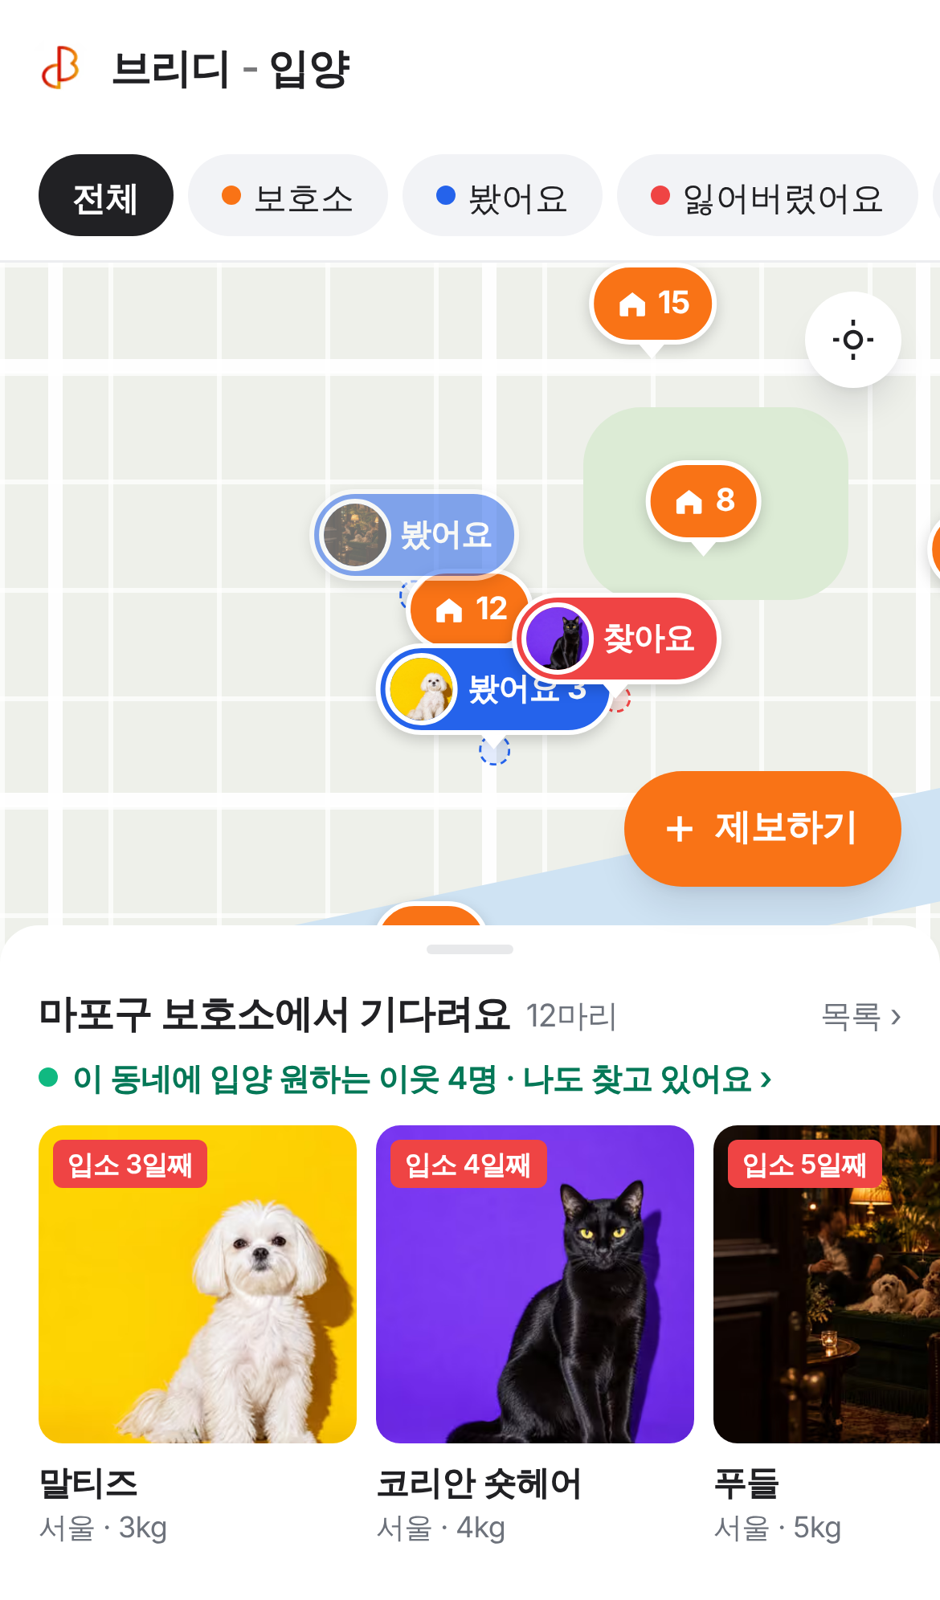 브리디 - 입양
전체
보호소
봤어요
잃어버렸어요
15
8
봤어요
12
찾아요
봤어요 3
+ 제보하기
마포구 보호소에서 기다려요 12마리
목록 ›
이 동네에 입양 원하는 이웃 4명 · 나도 찾고 있어요 ›
입소 3일째
입소 4일째
입소 5일째
말티즈
코리안 숏헤어
푸들
서울 · 3kg
서울 · 4kg
서울 · 5kg